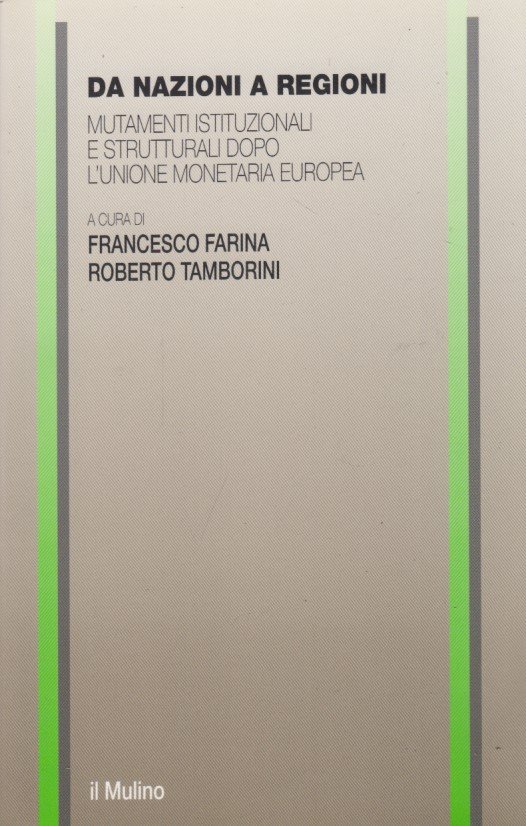 DA NAZIONI A REGIONI
MUTAMENTI ISTITUZIONALI
E STRUTTURALI DOPO
L'UNIONE MONETARIA EUROPEA
A CURA DI
FRANCESCO FARINA
ROBERTO TAMBORINI
il Mulino